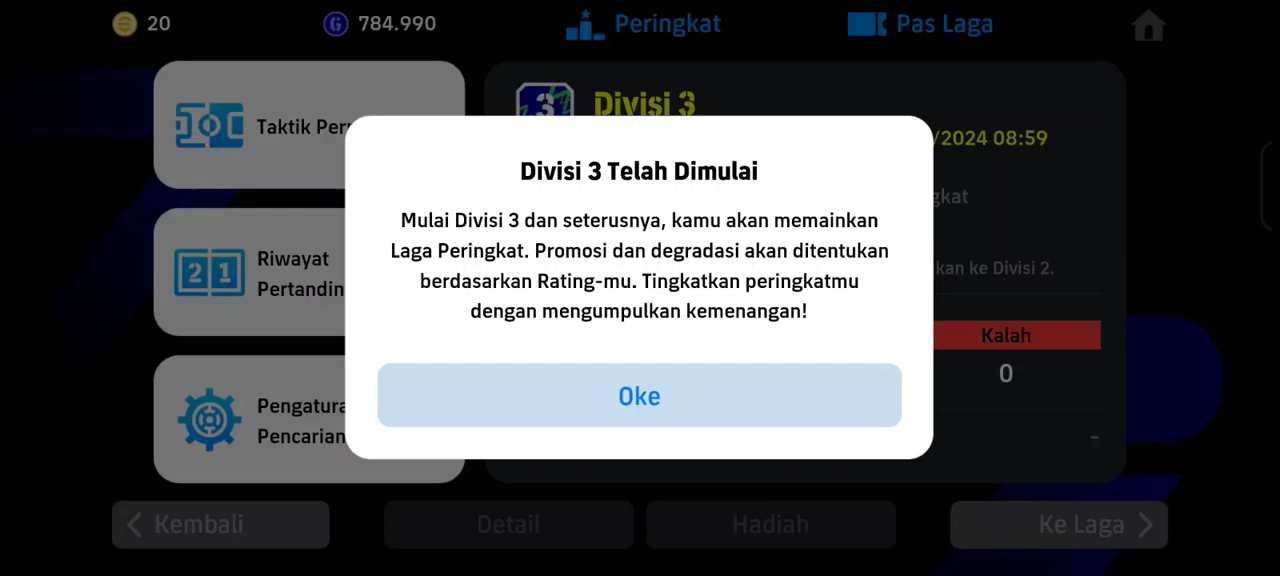 20
784.990
Peringkat
Pas Laga
3
Divisi 3
Taktik Per
/2024 08:59
Divisi 3 Telah Dimulai
gkat
Mulai Divisi 3 dan seterusnya, kamu akan memainkan
Laga Peringkat. Promosi dan degradasi akan ditentukan
berdasarkan Rating-mu. Tingkatkan peringkatmu
dengan mengumpulkan kemenangan!
2 1
Riwayat
Pertandin
kan ke Divisi 2.
Kalah
0
Oke
Pengatura
Pencarian
-
Kembali
Detail
Hadiah
Ke Laga